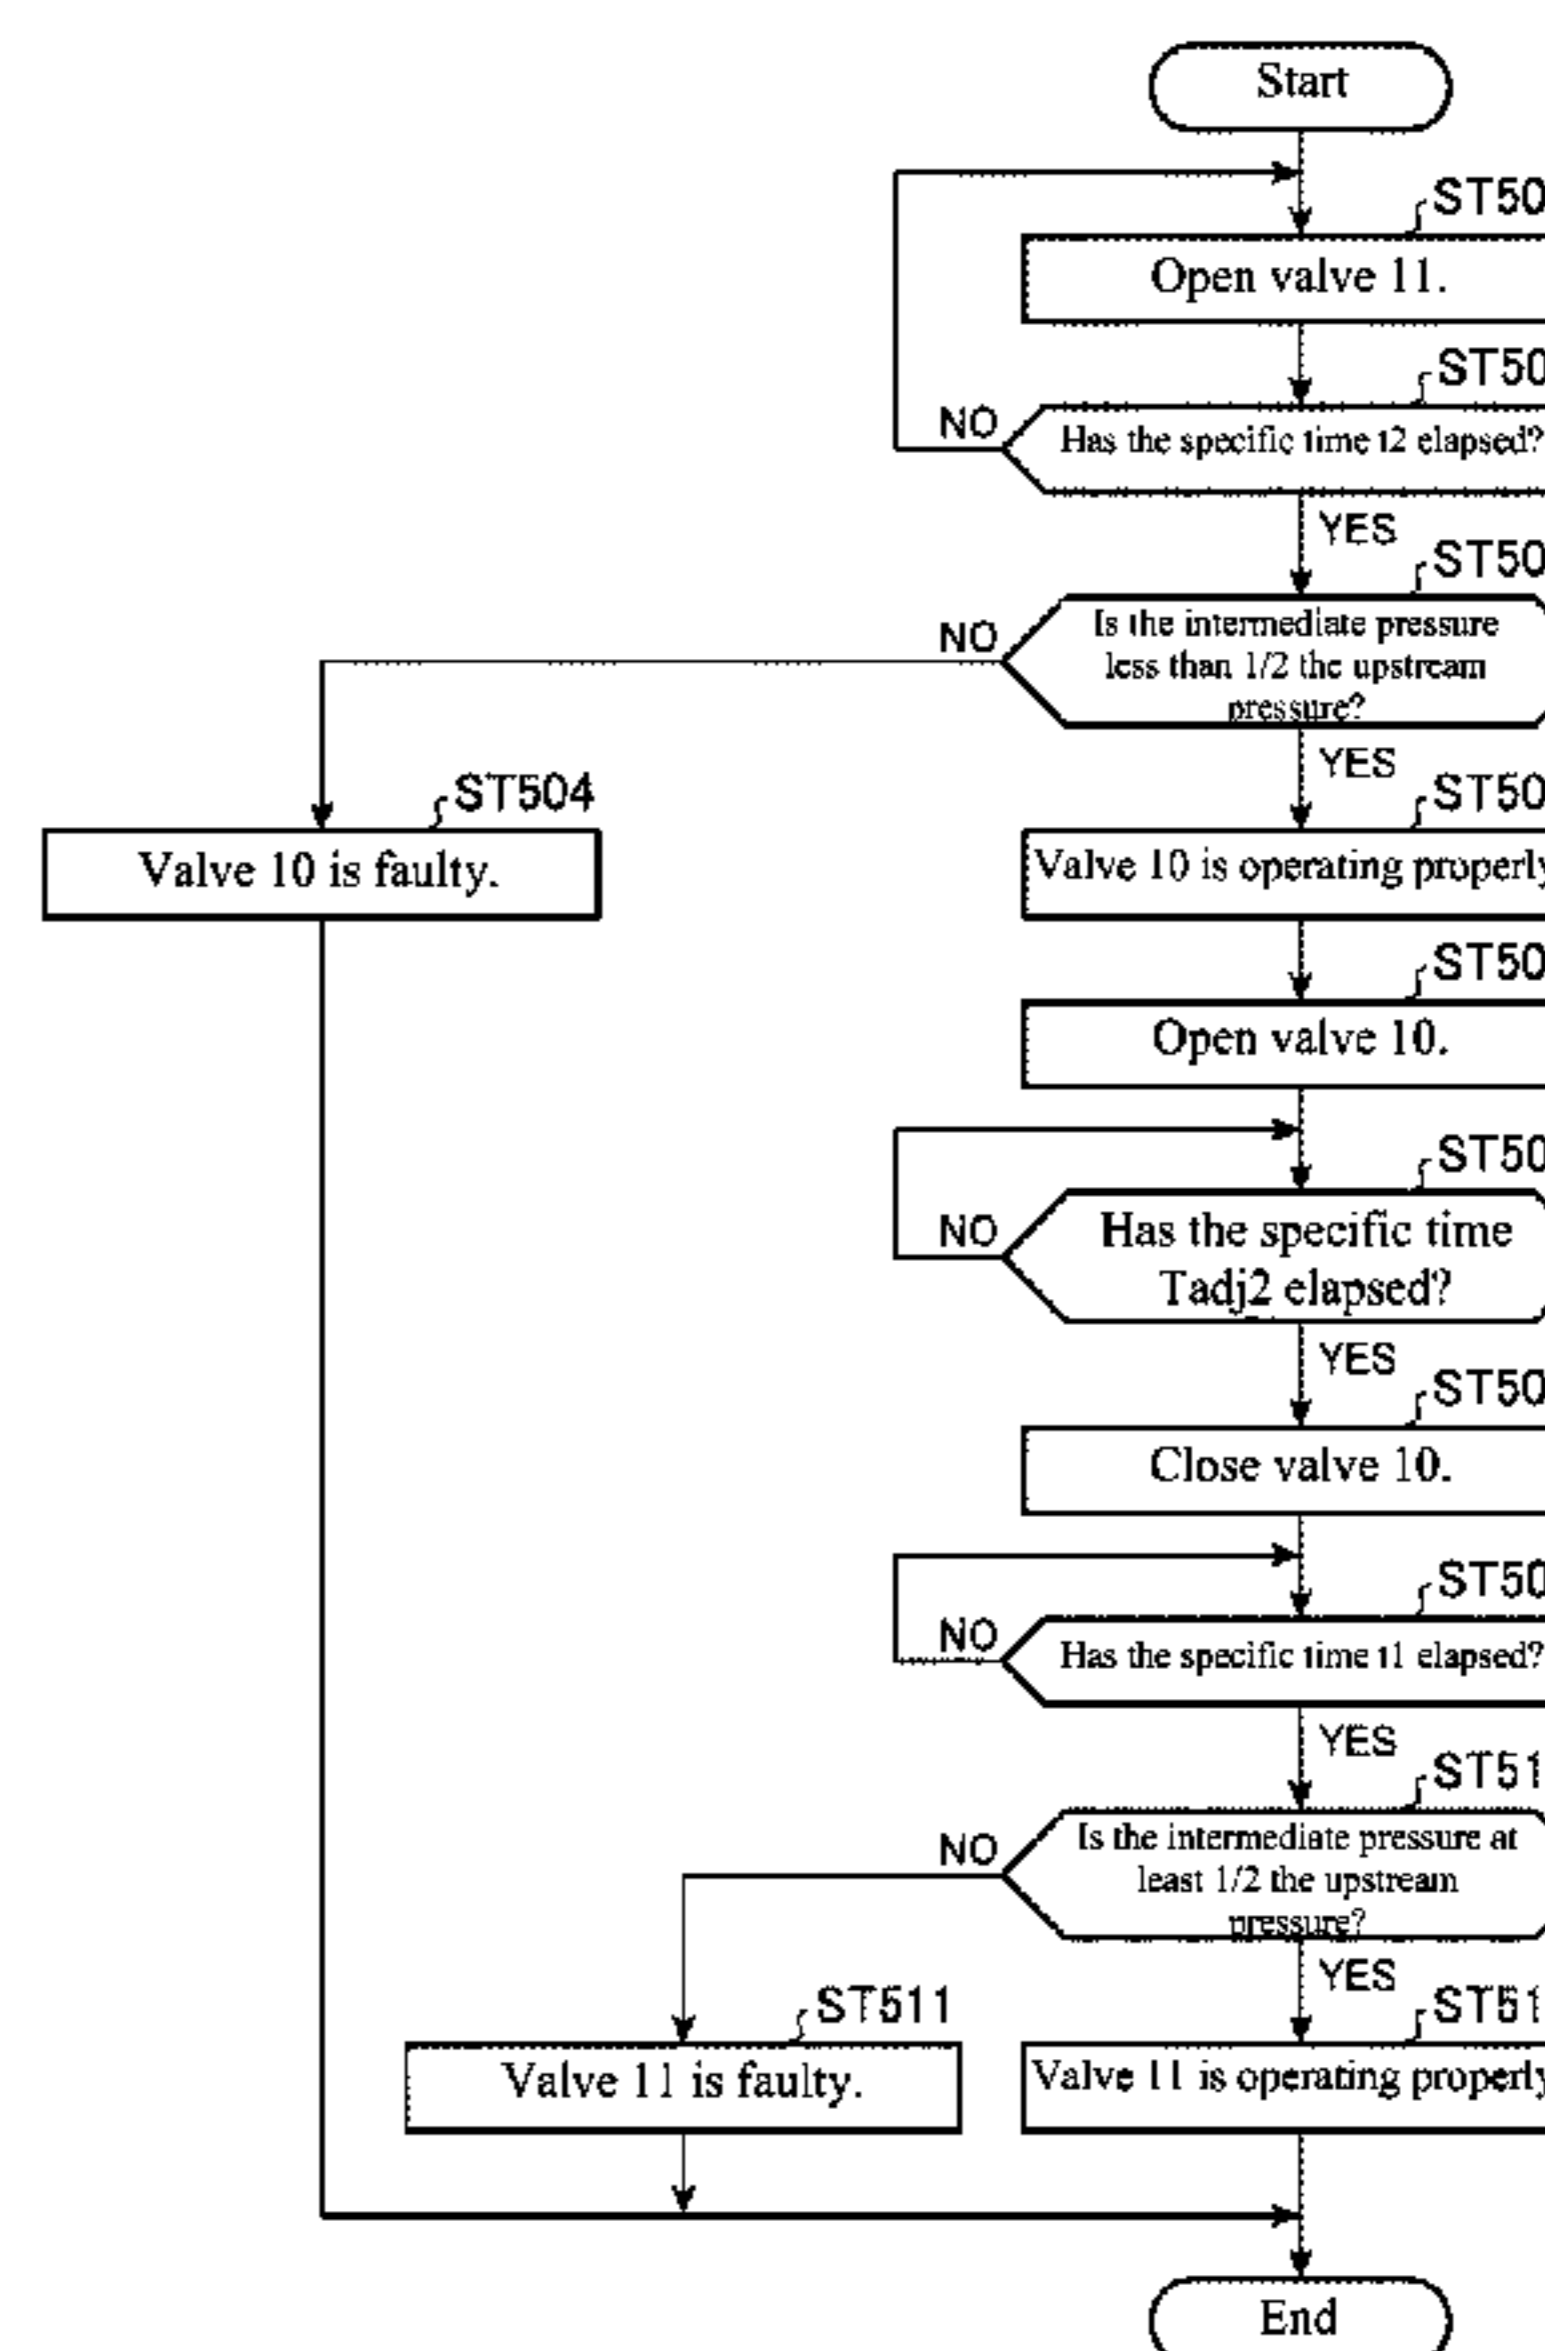 Start
ST50
Open valve 11.
ST50
NO
Has the specific time t2 elapsed?
YES
ST50
NO
Is the intermediate pressure
less than 1/2 the upstream
pressure?
YES
ST504
ST50
Valve 10 is faulty.
Valve 10 is operating properly
ST50
Open valve 10.
ST50
NO
Has the specific time
Tadj2 elapsed?
YES
ST50
Close valve 10.
ST50
NO
Has the specific time t1 elapsed?
YES
ST51
NO
Is the intermediate pressure at
least 1/2 the upstream
pressure?
YES
ST511
ST51
Valve 11 is faulty.
Valve 11 is operating properly
End